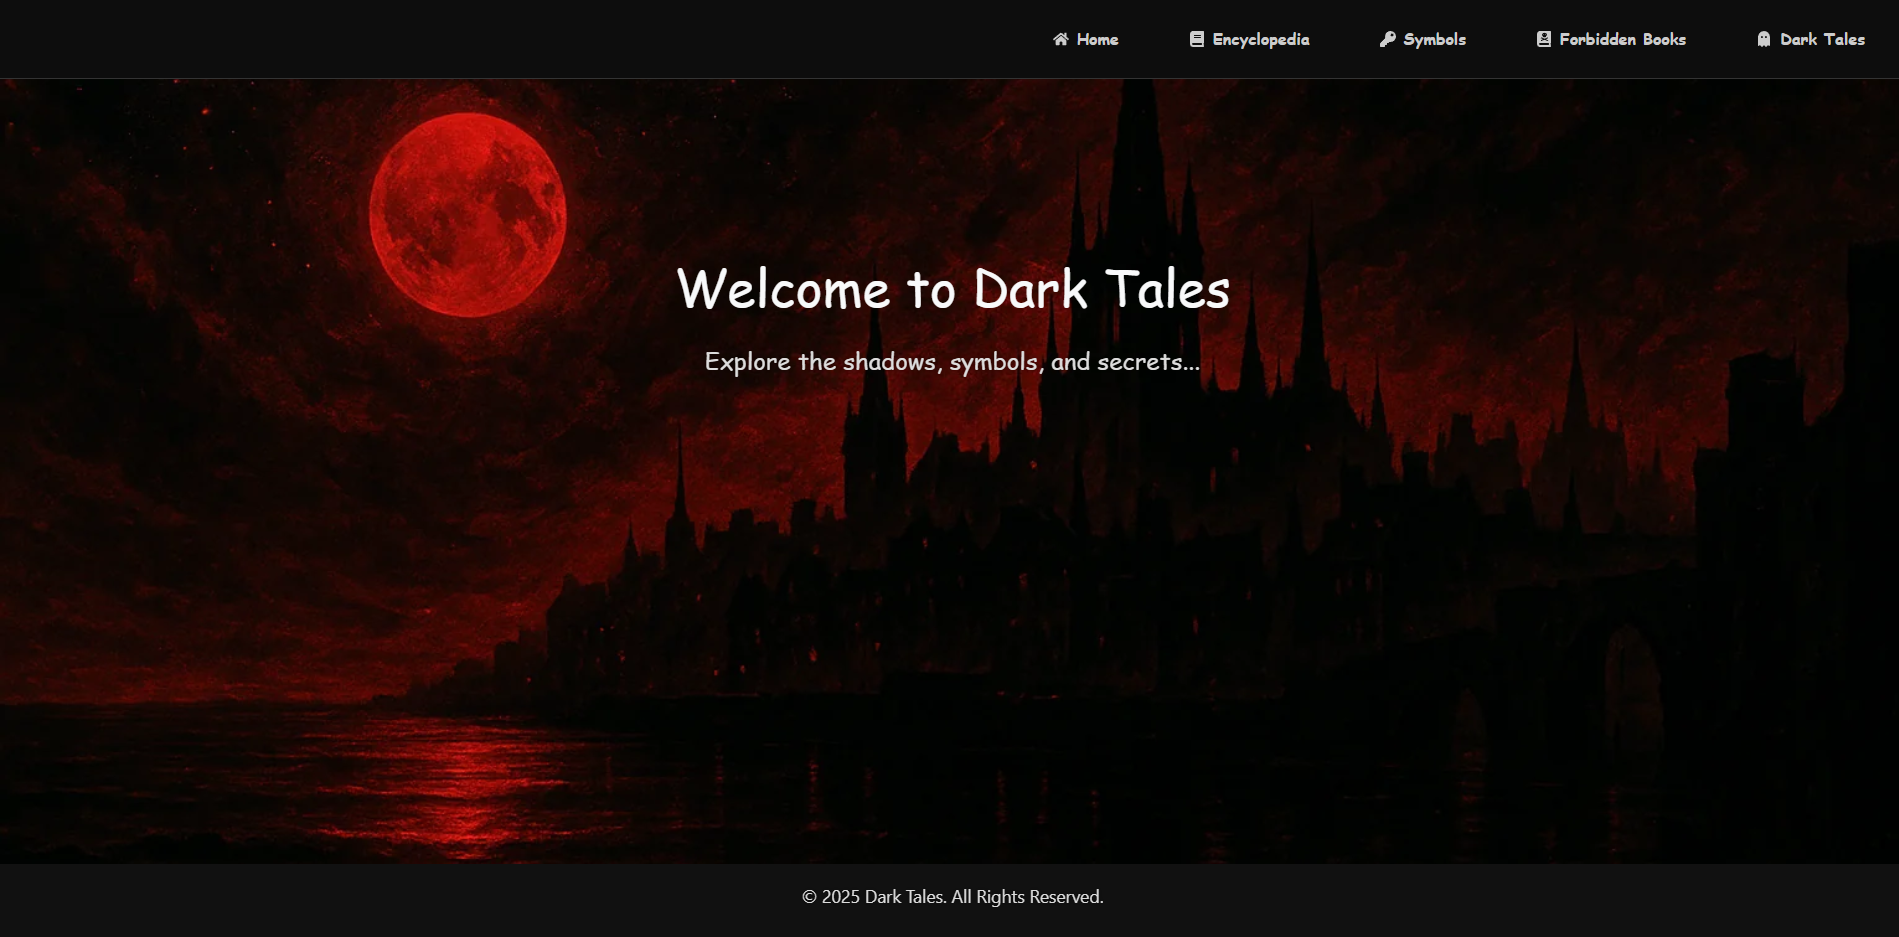 Home Encyclopedia Symbols Forbidden Books Dark Tales
Welcome to Dark Tales
Explore the shadows, symbols, and secrets...
© 2025 Dark Tales. All Rights Reserved.